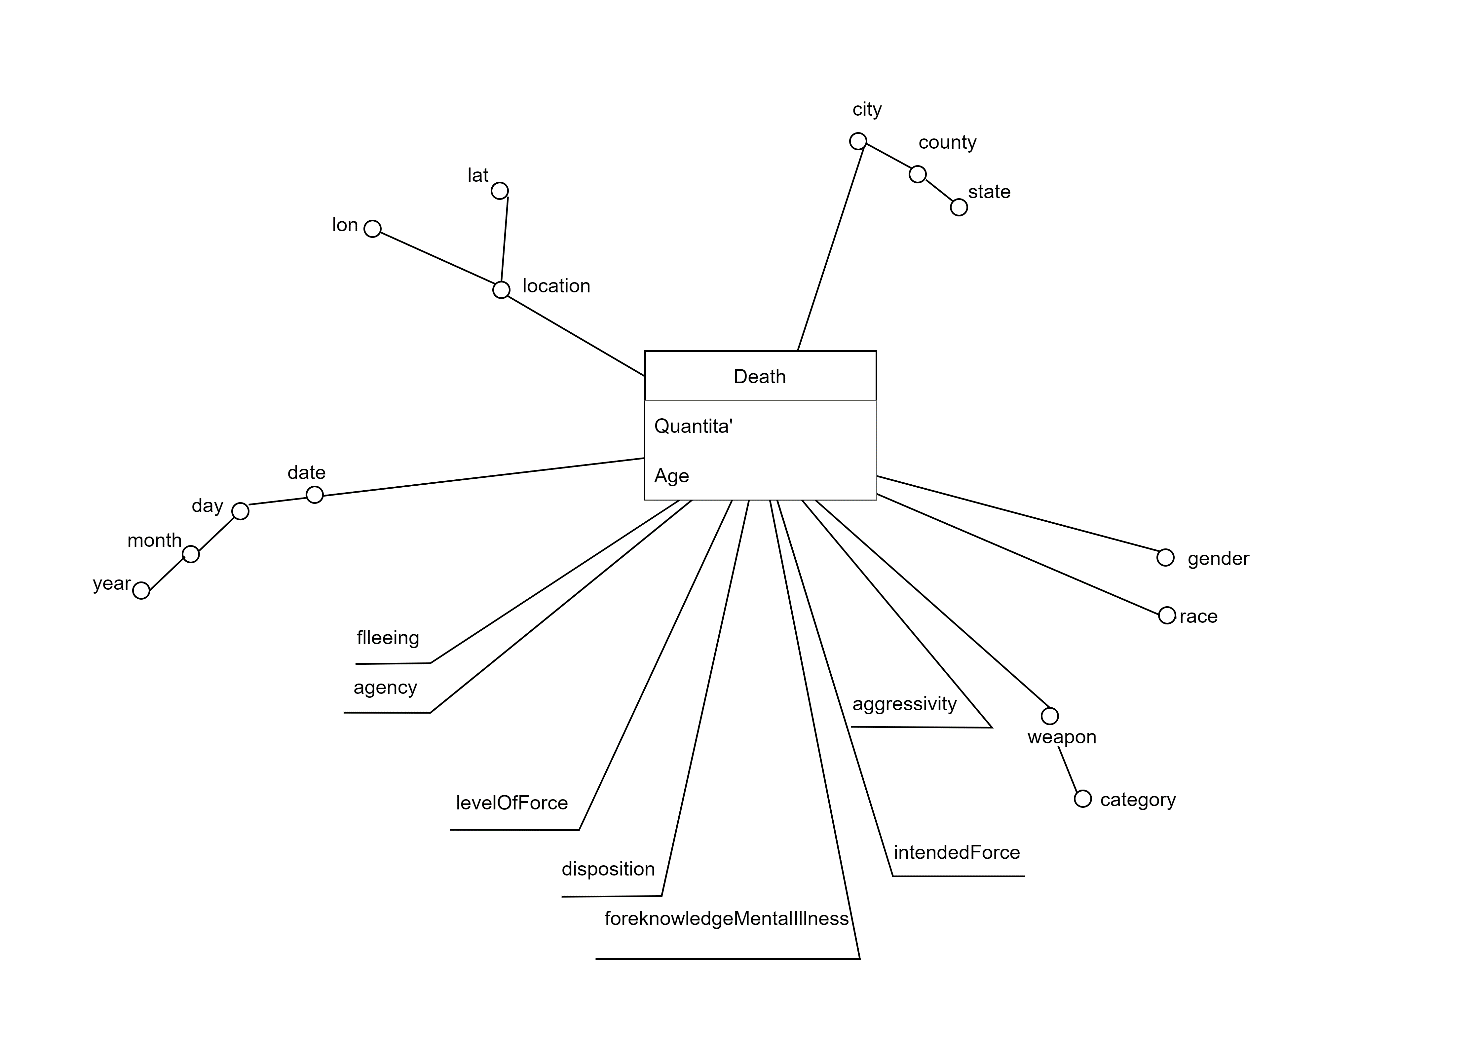 city
county
state
lat
lon
location
Death
Quantita'
Age
date
day
month
year
gender
race
flleeing
agency
aggressivity
weapon
category
levelOfForce
intendedForce
disposition
foreknowledgeMentalIllness